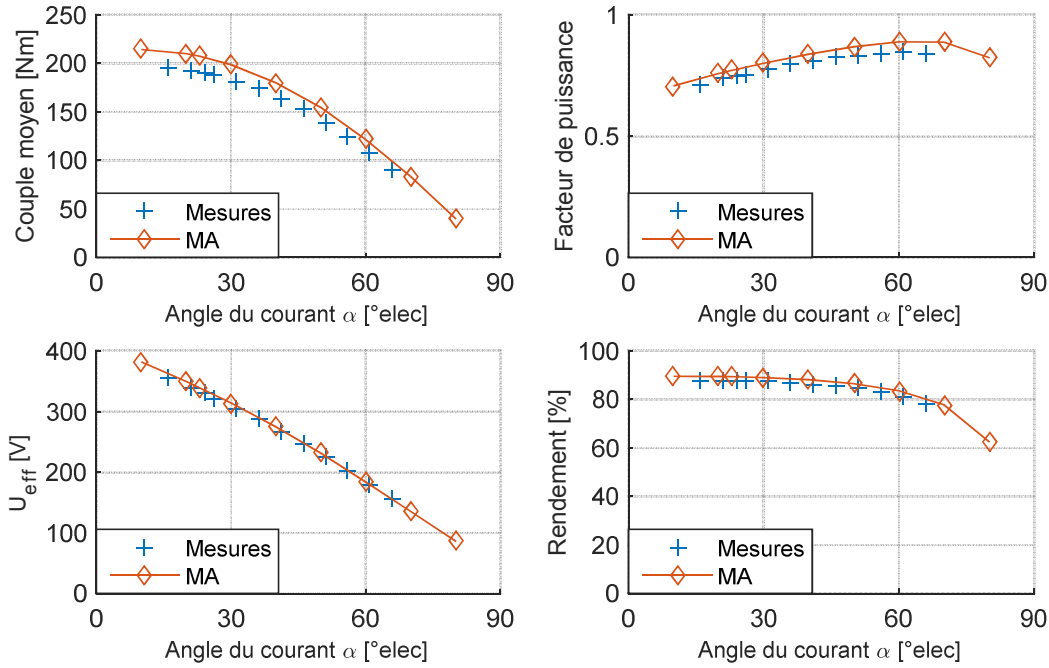 Couple moyen [Nm]
250
200
150
100
50
0
0 30 60 90
Angle du courant α [°elec]
Mesures
MA
Facteur de puissance
1
0.5
0
0 30 60 90
Angle du courant α [°elec]
Mesures
MA
U_eff [V]
400
300
200
100
0
0 30 60 90
Angle du courant α [°elec]
Mesures
MA
Rendement [%]
100
80
60
40
20
0
0 30 60 90
Angle du courant α [°elec]
Mesures
MA